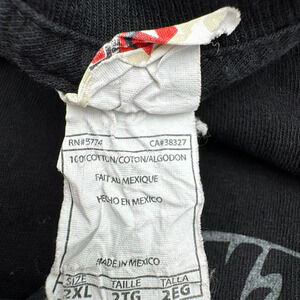 RN#5774 CA#38327
100% COTTON/COTON/ALGODON
FAIT AU MEXIQUE
HECHO EN MEXICO
MADE IN MEXICO
SIZE TAILLE TALLA
2XL 2TG 2EG